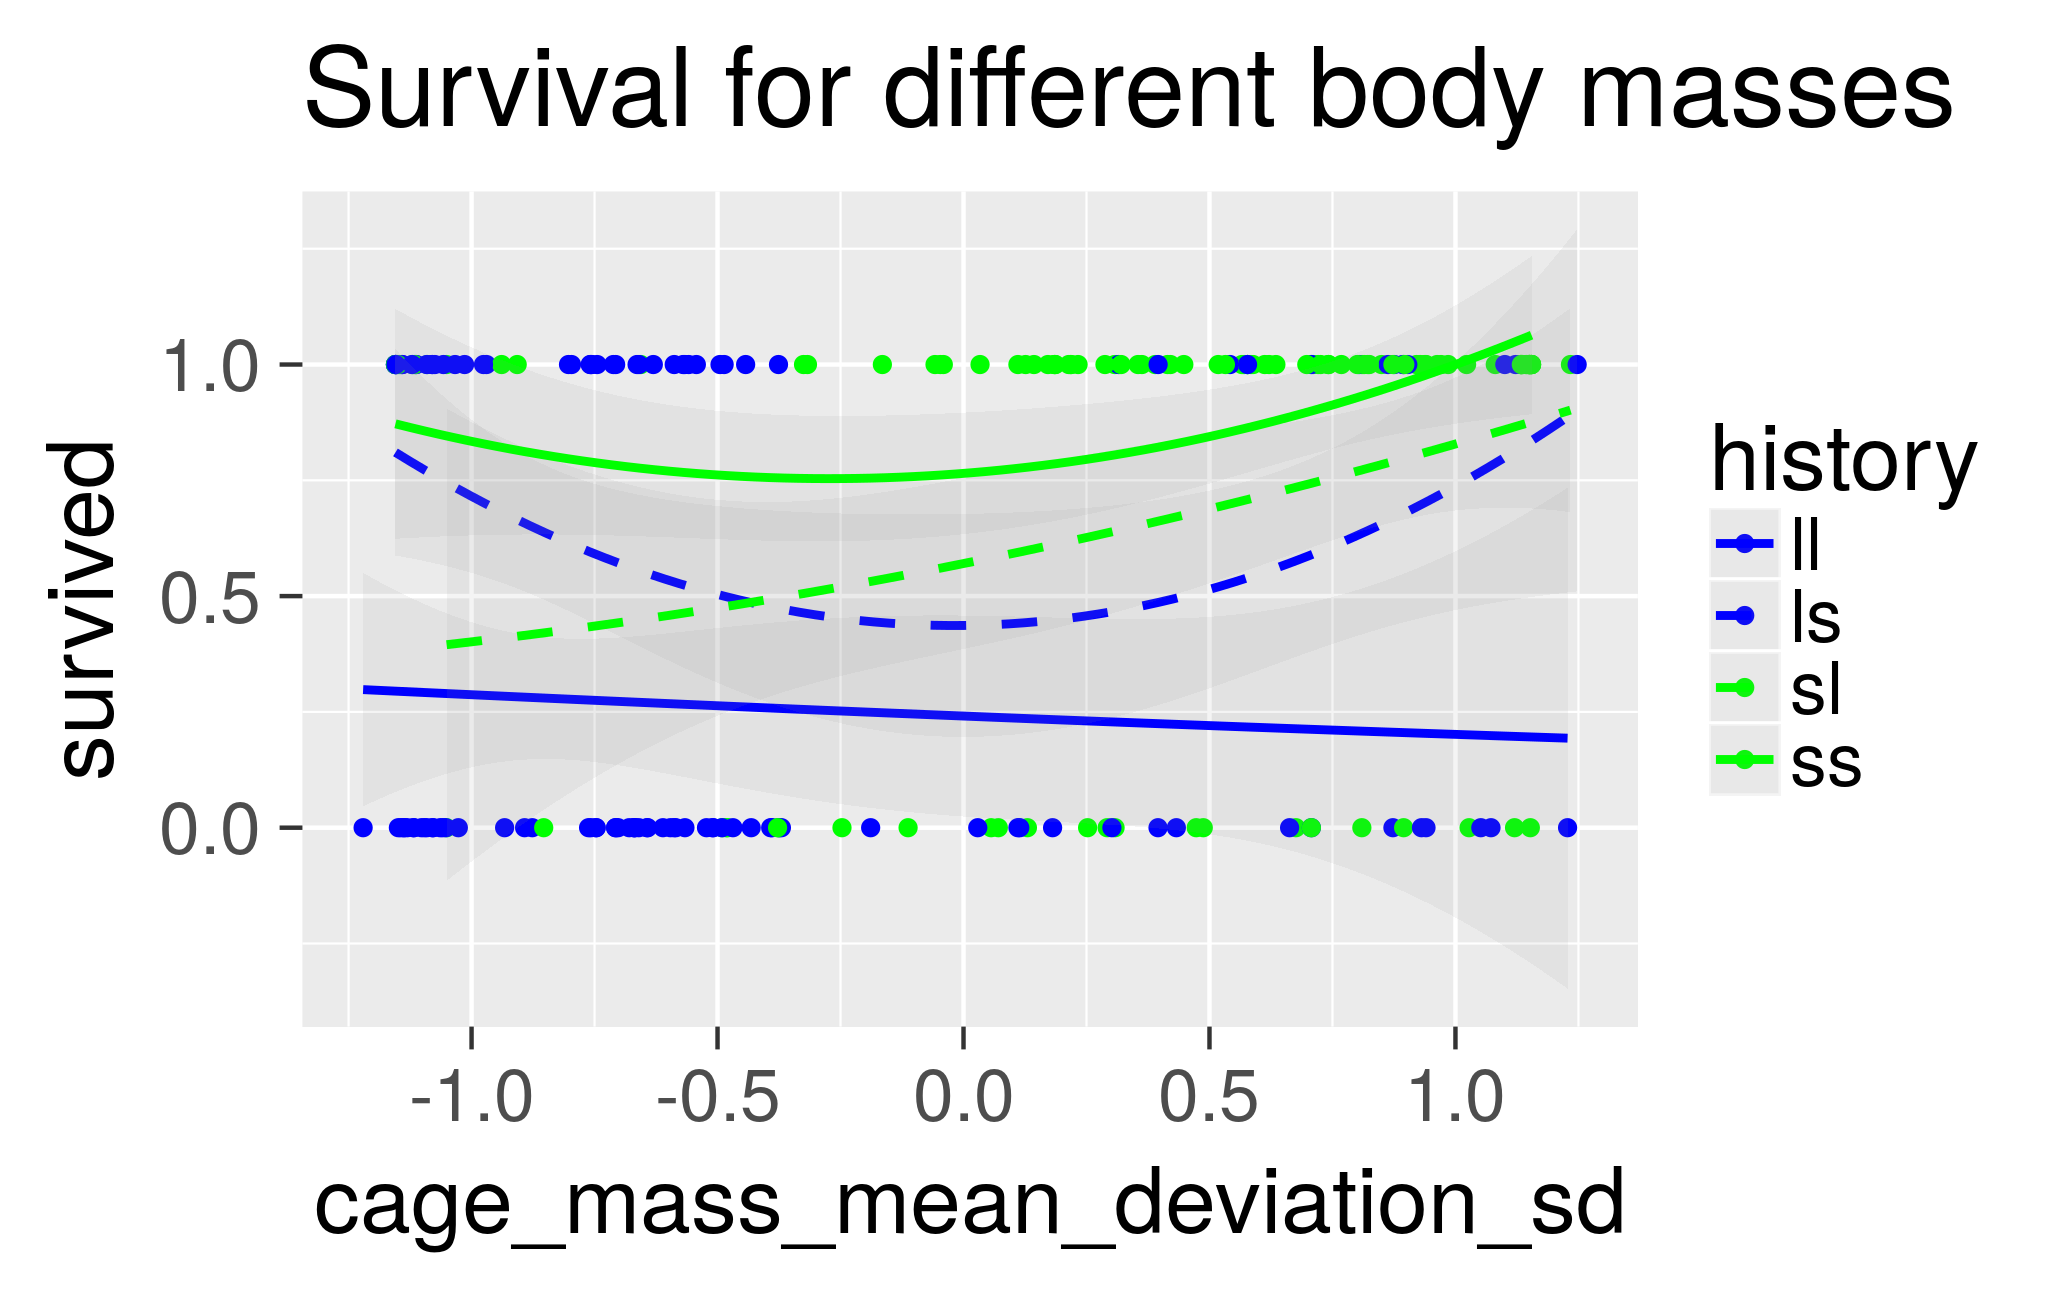 Survival for different body masses
survived
1.0
0.5
0.0
-1.0 -0.5 0.0 0.5 1.0
cage_mass_mean_deviation_sd
history
ll
ls
sl
ss